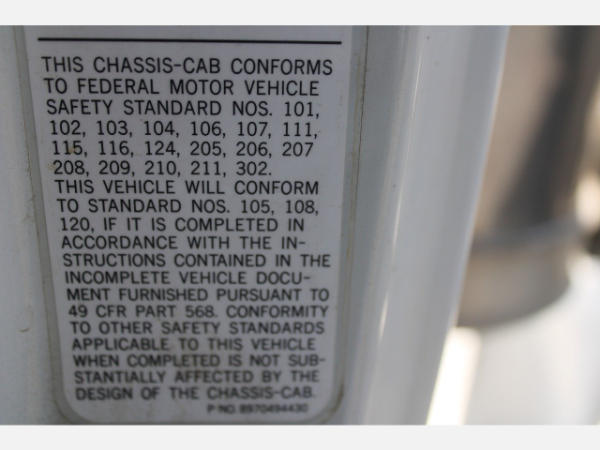 THIS CHASSIS-CAB CONFORMS
TO FEDERAL MOTOR VEHICLE
SAFETY STANDARD NOS. 101,
102, 103, 104, 106, 107, 111,
115, 116, 124, 205, 206, 207
208, 209, 210, 211, 302.
THIS VEHICLE WILL CONFORM
TO STANDARD NOS. 105, 108,
120, IF IT IS COMPLETED IN
ACCORDANCE WITH THE IN-
STRUCTIONS CONTAINED IN THE
INCOMPLETE VEHICLE DOCU-
MENT FURNISHED PURSUANT TO
49 CFR PART 568. CONFORMITY
TO OTHER SAFETY STANDARDS
APPLICABLE TO THIS VEHICLE
WHEN COMPLETED IS NOT SUB-
STANTIALLY AFFECTED BY THE
DESIGN OF THE CHASSIS-CAB.
P/NO. 8970494430